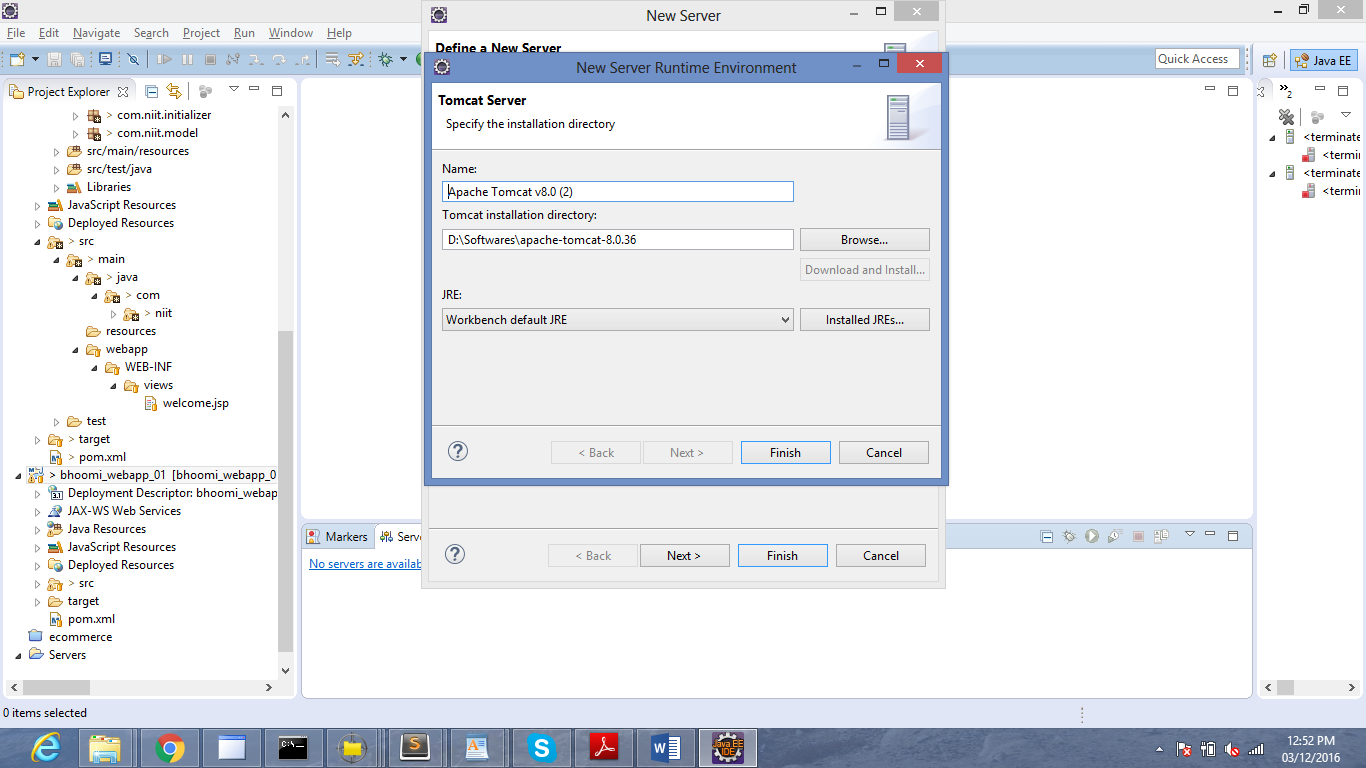 New Server
File Edit Navigate Search Project Run Window Help
Define a New Server
Quick Access
Java EE
New Server Runtime Environment
Project Explorer
Tomcat Server
Specify the installation directory
> com.niit.initializer
> com.niit.model
src/main/resources
src/test/java
Libraries
JavaScript Resources
Deployed Resources
> src
> main
> java
> com
> niit
resources
webapp
WEB-INF
views
welcome.jsp
test
> target
> pom.xml
> bhoomi_webapp_01 [bhoomi_webapp_0
Deployment Descriptor: bhoomi_webap
JAX-WS Web Services
Java Resources
JavaScript Resources
Deployed Resources
> src
target
pom.xml
ecommerce
Servers
Name:
Apache Tomcat v8.0 (2)
Tomcat installation directory:
D:\Softwares\apache-tomcat-8.0.36
Browse...
Download and Install...
JRE:
Workbench default JRE
Installed JREs...
< Back Next > Finish Cancel
< Back Next > Finish Cancel
Markers Serv
No servers are availab
2
<terminate
<termi
<terminate
<termi
0 items selected
C:\_
S
S
W
Java EE
IDE
12:52 PM
03/12/2016